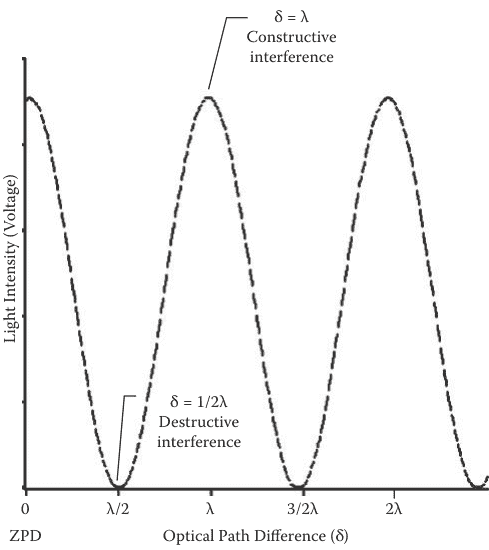 δ = λ
Constructive
interference
Light Intensity (Voltage)
δ = 1/2λ
Destructive
interference
0
λ/2
λ
3/2λ
2λ
ZPD
Optical Path Difference (δ)